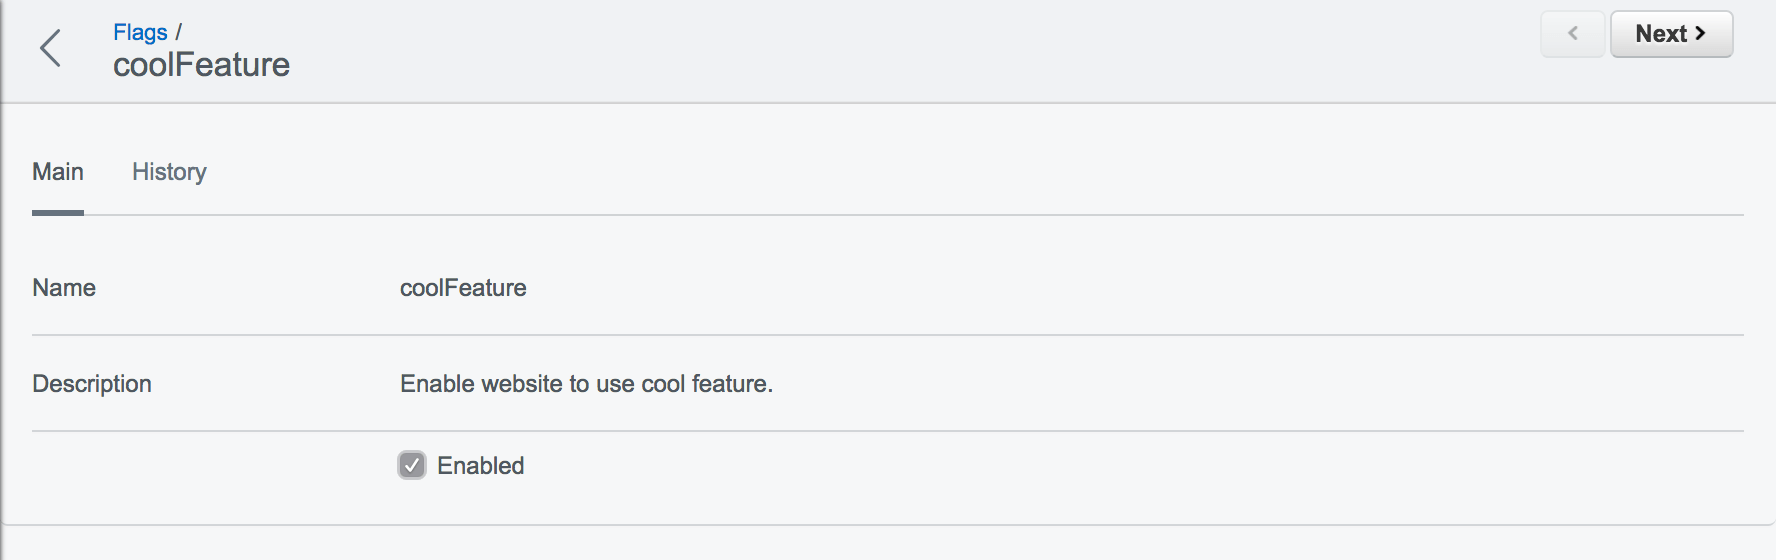 Flags /
coolFeature
Next
Main History
Name coolFeature
Description Enable website to use cool feature.
Enabled